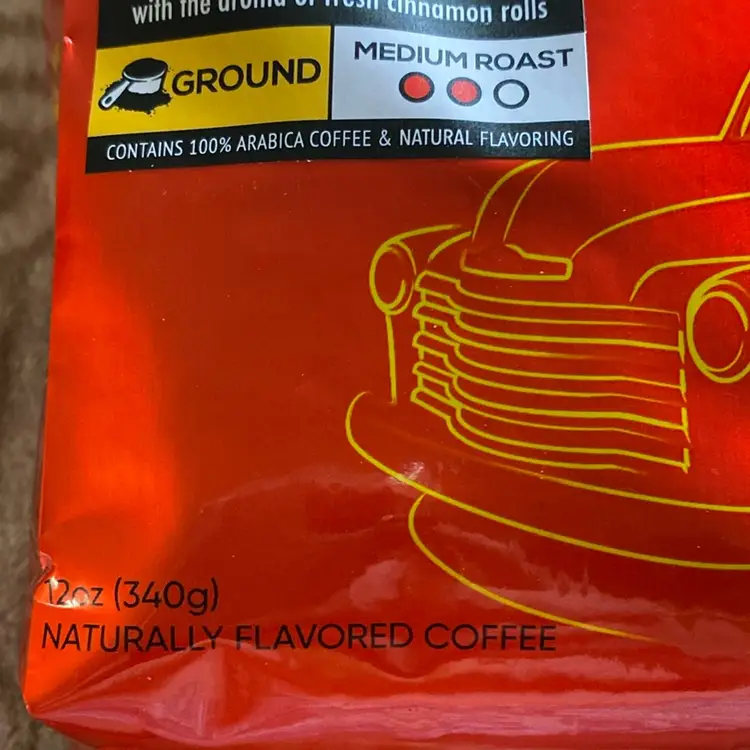 with the aroma of fresh cinnamon rolls
GROUND
MEDIUM ROAST
CONTAINS 100% ARABICA COFFEE & NATURAL FLAVORING
12oz (340g)
NATURALLY FLAVORED COFFEE